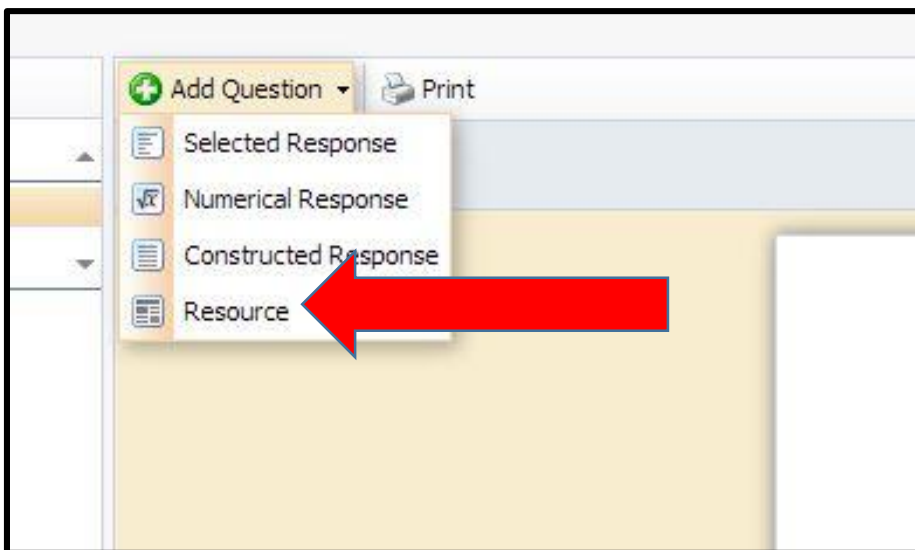 Add Question Print
Selected Response
Numerical Response
Constructed Response
Resource